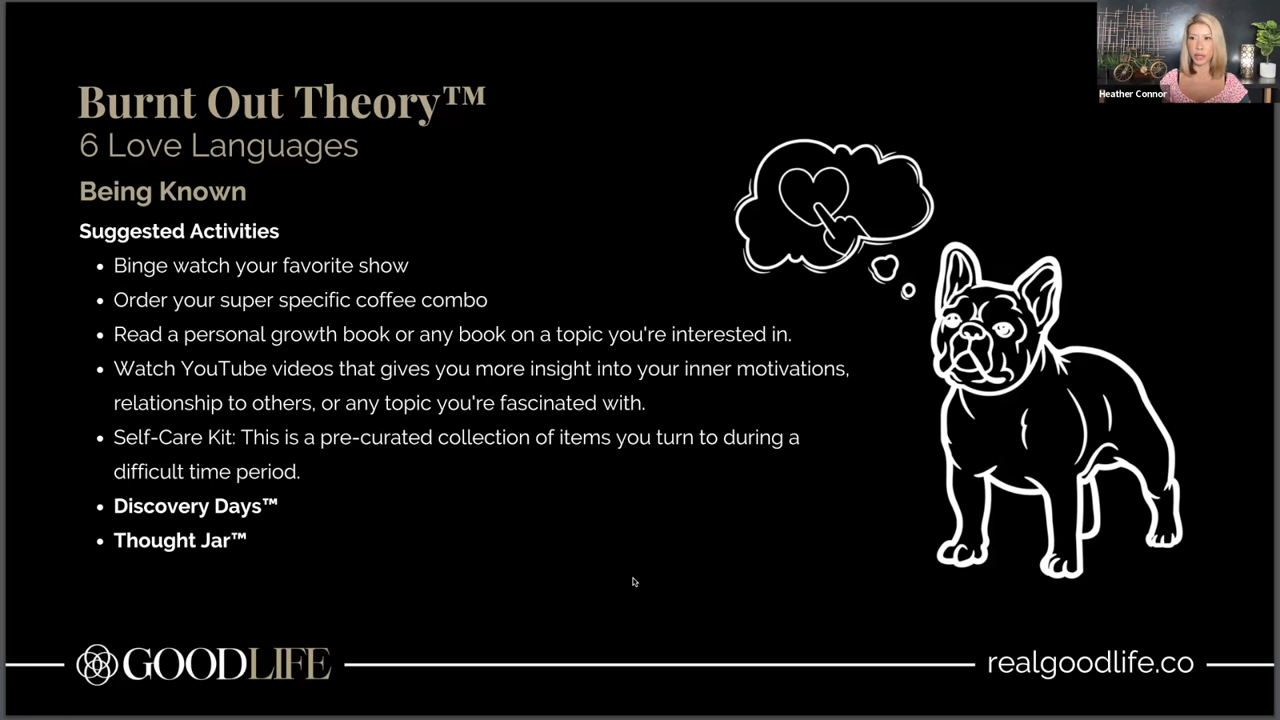 Heather Connor
Burnt Out Theory™
6 Love Languages
Being Known
Suggested Activities
• Binge watch your favorite show
• Order your super specific coffee combo
• Read a personal growth book or any book on a topic you're interested in.
• Watch YouTube videos that gives you more insight into your inner motivations,
relationship to others, or any topic you're fascinated with.
• Self-Care Kit: This is a pre-curated collection of items you turn to during a
difficult time period.
• Discovery Days™
• Thought Jar™
GOODLIFE
realgoodlife.co